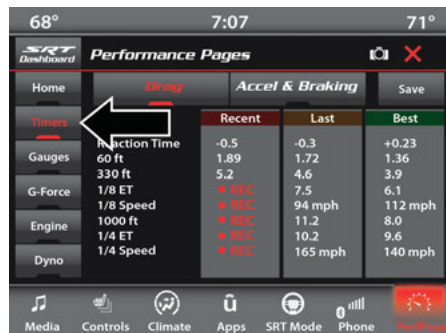 68° 7:07 71°
SRT Dashboard Performance Pages
Home Drag Accel & Braking Save
Timers Recent Last Best
Reaction Time -0.5 -0.3 +0.23
60 ft 1.89 1.72 1.36
Gauges 330 ft 5.2 4.6 3.9
1/8 ET REC 7.5 6.1
G-Force 1/8 Speed REC 94 mph 112 mph
1000 ft REC 11.2 8.0
Engine 1/4 ET REC 10.2 9.6
1/4 Speed REC 165 mph 140 mph
Dyno
Media Controls Climate Apps SRT Mode Phone